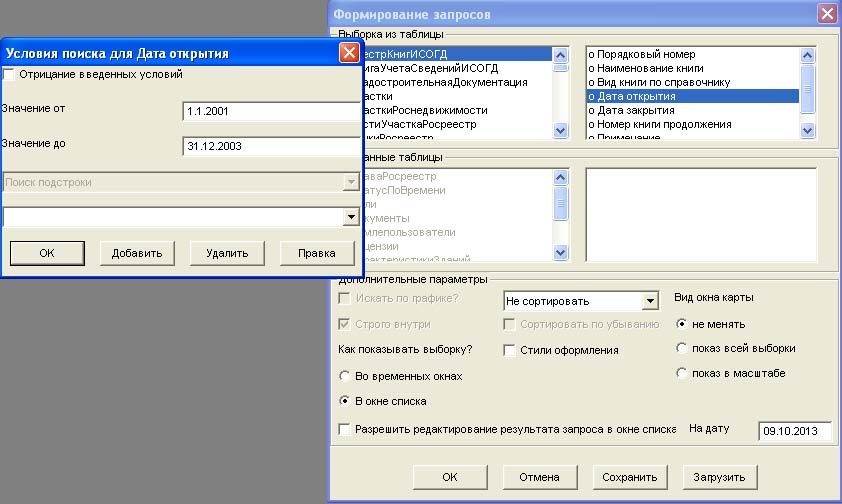 Условия поиска для Дата открытия
Отрицание введенных условий
Значение от
1.1.2001
Значение до
31.12.2003
Поиск подстроки
OK
Добавить
Удалить
Правка
Формирование запросов
Выборка из таблицы
естрКнигИСОГД
игаУчетаСведенийИСОГД
адостроительнаяДокументация
астки
асткиРоснедвижимости
стиУчасткаРосреестр
киРосреестр
о Порядковый номер
о Наименование книги
о Вид книги по справочнику
о Дата открытия
о Дата закрытия
о Номер книги продолжения
о Примечание
анные таблицы
аваРосреестр
атусПоВремени
ли
кументы
млепользователи
цензии
рактеристикиЗданий
Дополнительные параметры
Искать по графике?
Строго внутри
Как показывать выборку?
Во временных окнах
В окне списка
Разрешить редактирование результата запроса в окне списка
Не сортировать
Сортировать по убыванию
Стили оформления
Вид окна карты
не менять
показ всей выборки
показ в масштабе
На дату
09.10.2013
OK
Отмена
Сохранить
Загрузить